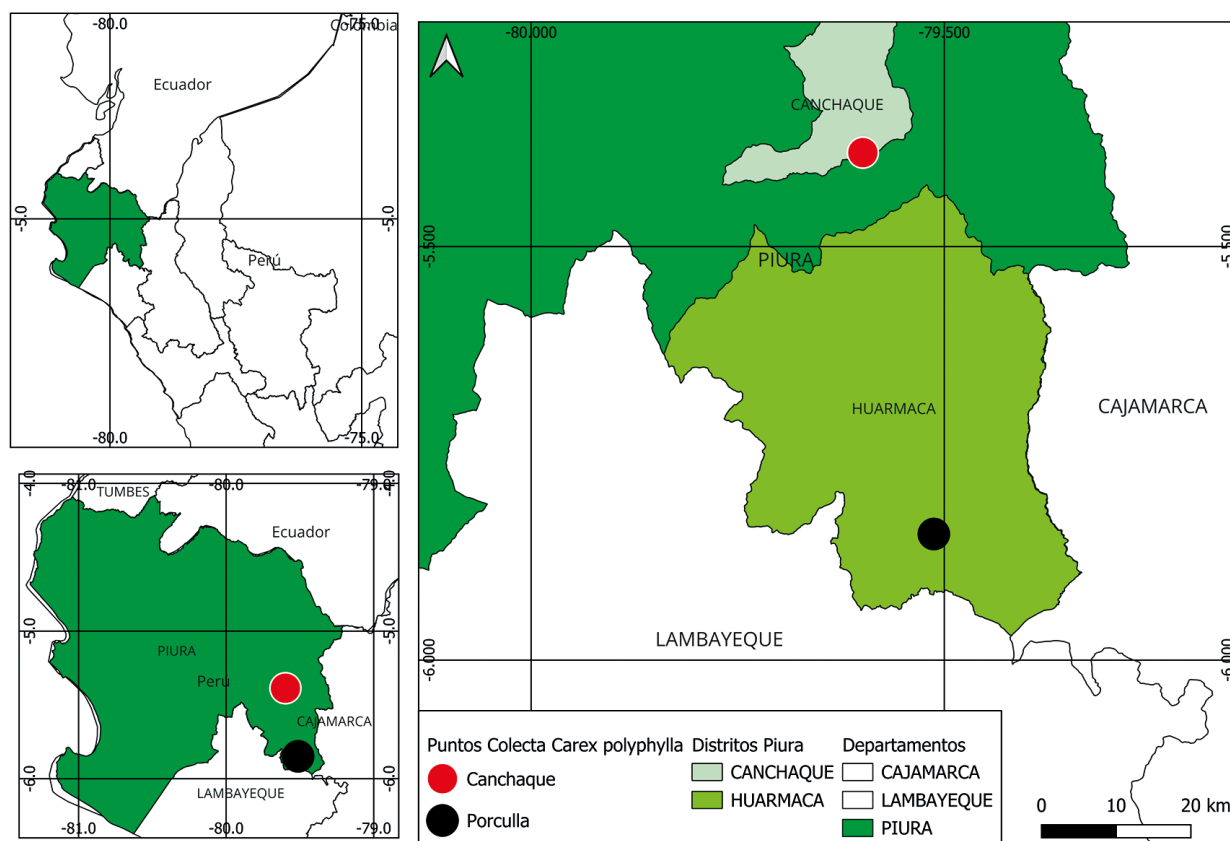 -80.0
-75.0
Colombia
Ecuador
-5.0
-5.0
Perú
-80.0
-75.0
-81.0
-80.0
-79.0
-4.0
-4.0
TUMBES
Ecuador
-5.0
-5.0
PIURA
Perú
CAJAMARCA
-6.0
-6.0
LAMBAYEQUE
-81.0
-80.0
-79.0
-80.000
-79.500
CANCHAQUE
-5.500
-5.500
PIURA
HUARMACA
CAJAMARCA
LAMBAYEQUE
-6.000
-6.000
Puntos Colecta Carex polyphylla
Canchaque
Porculla
Distritos Piura
CANCHAQUE
HUARMACA
Departamentos
CAJAMARCA
LAMBAYEQUE
PIURA
0 10 20 km